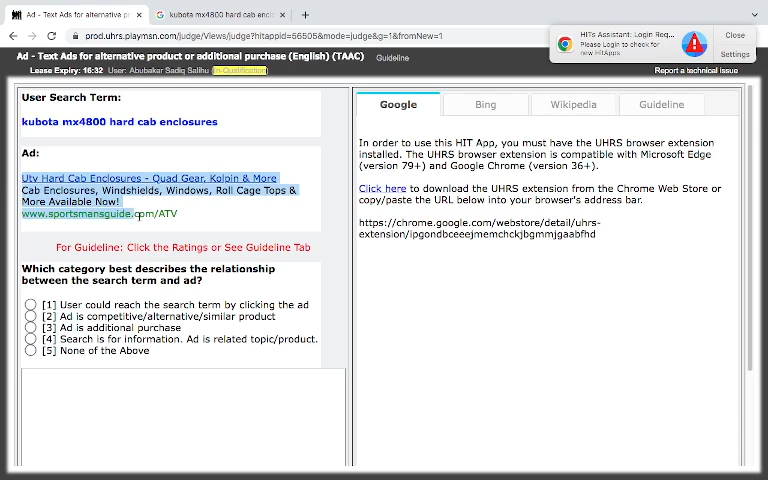 Ad - Text Ads for alternative pr
kubota mx4800 hard cab encl
prod.uhrs.playmsn.com/judge/Views/judge?hitappid=56505&mode=judge&g=1&fromNew=1
HITs Assistant: Login Req...
Please Login to check for
new HitApps
Close
Settings
Ad - Text Ads for alternative product or additional purchase (English) (TAAC)
Guideline
Lease Expiry: 16:32 User: Abubakar Sadiq Salihu (In-Qualification)
Report a technical issue
User Search Term:
kubota mx4800 hard cab enclosures
Ad:
Utv Hard Cab Enclosures - Quad Gear, Kolpin & More
Cab Enclosures, Windshields, Windows, Roll Cage Tops &
More Available Now!
www.sportsmansguide.com/ATV
For Guideline: Click the Ratings or See Guideline Tab
Which category best describes the relationship
between the search term and ad?
[1] User could reach the search term by clicking the ad
[2] Ad is competitive/alternative/similar product
[3] Ad is additional purchase
[4] Search is for information. Ad is related topic/product.
[5] None of the Above
Google
Bing
Wikipedia
Guideline
In order to use this HIT App, you must have the UHRS browser extension
installed. The UHRS browser extension is compatible with Microsoft Edge
(version 79+) and Google Chrome (version 36+).
Click here to download the UHRS extension from the Chrome Web Store or
copy/paste the URL below into your browser's address bar.
https://chrome.google.com/webstore/detail/uhrs-
extension/ipgondbceeejmemchckjbgmmjgaabfhd